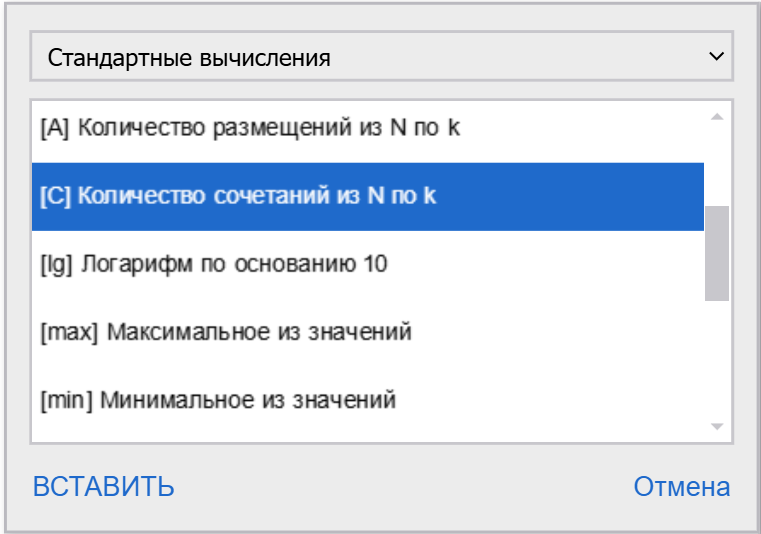 Стандартные вычисления
[A] Количество размещений из N по k
[C] Количество сочетаний из N по k
[lg] Логарифм по основанию 10
[max] Максимальное из значений
[min] Минимальное из значений
ВСТАВИТЬ Отмена